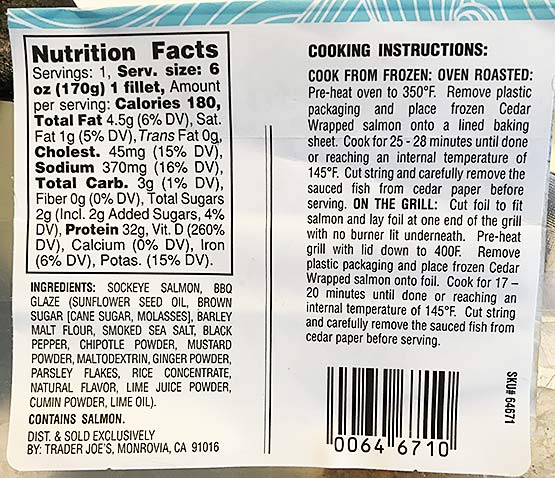 Nutrition Facts
Servings: 1, Serv. size: 6
oz (170g) 1 fillet, Amount
per serving: Calories 180,
Total Fat 4.5g (6% DV), Sat.
Fat 1g (5% DV), Trans Fat 0g,
Cholest. 45mg (15% DV),
Sodium 370mg (16% DV),
Total Carb. 3g (1% DV),
Fiber 0g (0% DV), Total Sugars
2g (Incl. 2g Added Sugars, 4%
DV), Protein 32g, Vit. D (260%
DV), Calcium (0% DV), Iron
(6% DV), Potas. (15% DV).
INGREDIENTS: SOCKEYE SALMON, BBQ
GLAZE (SUNFLOWER SEED OIL, BROWN
SUGAR [CANE SUGAR, MOLASSES], BARLEY
MALT FLOUR, SMOKED SEA SALT, BLACK
PEPPER, CHIPOTLE POWDER, MUSTARD
POWDER, MALTODEXTRIN, GINGER POWDER,
PARSLEY FLAKES, RICE CONCENTRATE,
NATURAL FLAVOR, LIME JUICE POWDER,
CUMIN POWDER, LIME OIL).
CONTAINS SALMON.
DIST. & SOLD EXCLUSIVELY
BY: TRADER JOE'S, MONROVIA, CA 91016
COOKING INSTRUCTIONS:
COOK FROM FROZEN: OVEN ROASTED:
Pre-heat oven to 350°F. Remove plastic
packaging and place frozen Cedar
Wrapped salmon onto a lined baking
sheet. Cook for 25 - 28 minutes until done
or reaching an internal temperature of
145°F. Cut string and carefully remove the
sauced fish from cedar paper before
serving. ON THE GRILL: Cut foil to fit
salmon and lay foil at one end of the grill
with no burner lit underneath. Pre-heat
grill with lid down to 400F. Remove
plastic packaging and place frozen Cedar
Wrapped salmon onto foil. Cook for 17 –
20 minutes until done or reaching an
internal temperature of 145°F. Cut string
and carefully remove the sauced fish from
cedar paper before serving.
SKU# 64671
0064 6710